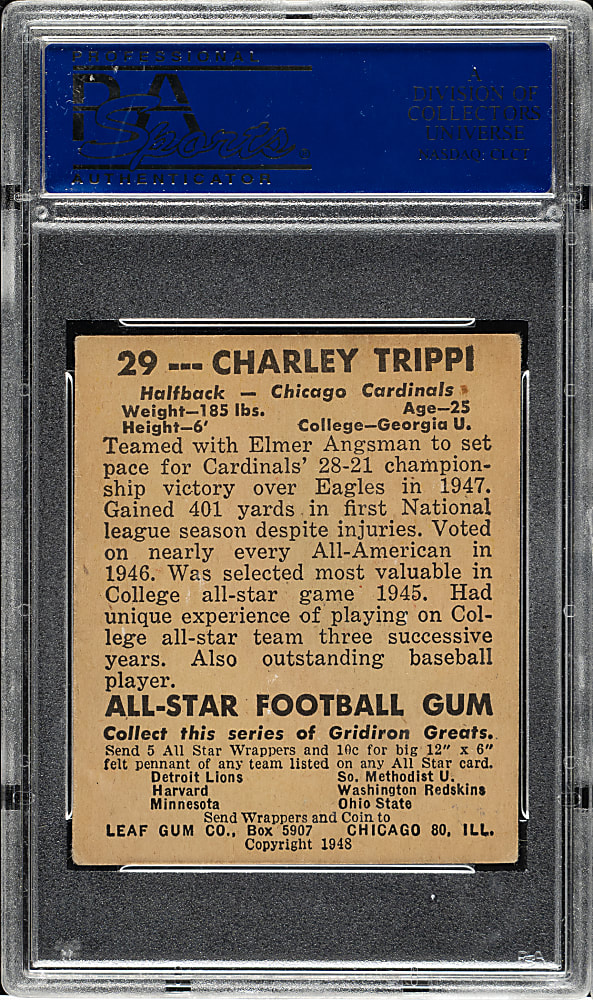 PROFESSIONAL
PSA
Sports
AUTHENTICATOR
A
DIVISION OF
COLLECTORS
UNIVERSE
NASDAQ: CLCT
29 --- CHARLEY TRIPPI
Halfback — Chicago Cardinals
Weight—185 lbs. Age—25
Height—6' College—Georgia U.
Teamed with Elmer Angsman to set
pace for Cardinals' 28-21 champion-
ship victory over Eagles in 1947.
Gained 401 yards in first National
league season despite injuries. Voted
on nearly every All-American in
1946. Was selected most valuable in
College all-star game 1945. Had
unique experience of playing on Col-
lege all-star team three successive
years. Also outstanding baseball
player.
ALL-STAR FOOTBALL GUM
Collect this series of Gridiron Greats.
Send 5 All Star Wrappers and 10c for big 12" x 6"
felt pennant of any team listed on any All Star card.
Detroit Lions So. Methodist U.
Harvard Washington Redskins
Minnesota Ohio State
Send Wrappers and Coin to
LEAF GUM CO., Box 5907 CHICAGO 80, ILL.
Copyright 1948
PSA